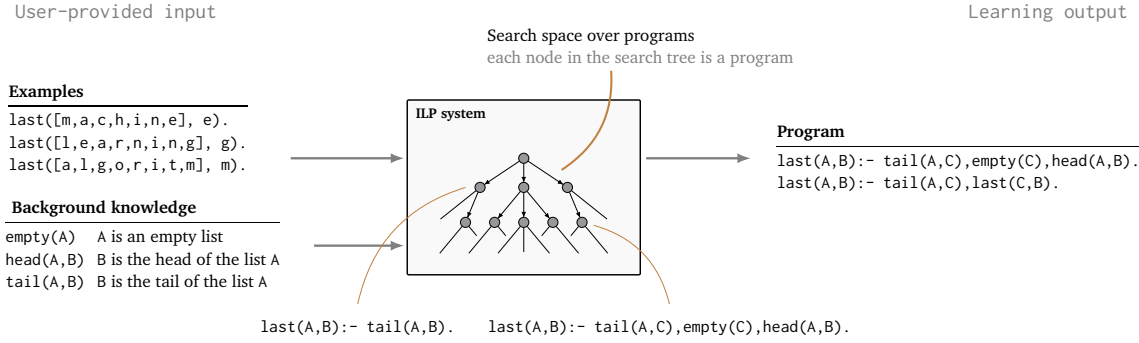 User-provided input
Learning output
Search space over programs
each node in the search tree is a program
Examples
last([m,a,c,h,i,n,e], e).
last([l,e,a,r,n,i,n,g], g).
last([a,l,g,o,r,i,t,m], m).
ILP system
Program
last(A,B):- tail(A,C),empty(C),head(A,B).
last(A,B):- tail(A,C),last(C,B).
Background knowledge
empty(A) A is an empty list
head(A,B) B is the head of the list A
tail(A,B) B is the tail of the list A
last(A,B):- tail(A,B).
last(A,B):- tail(A,C),empty(C),head(A,B).